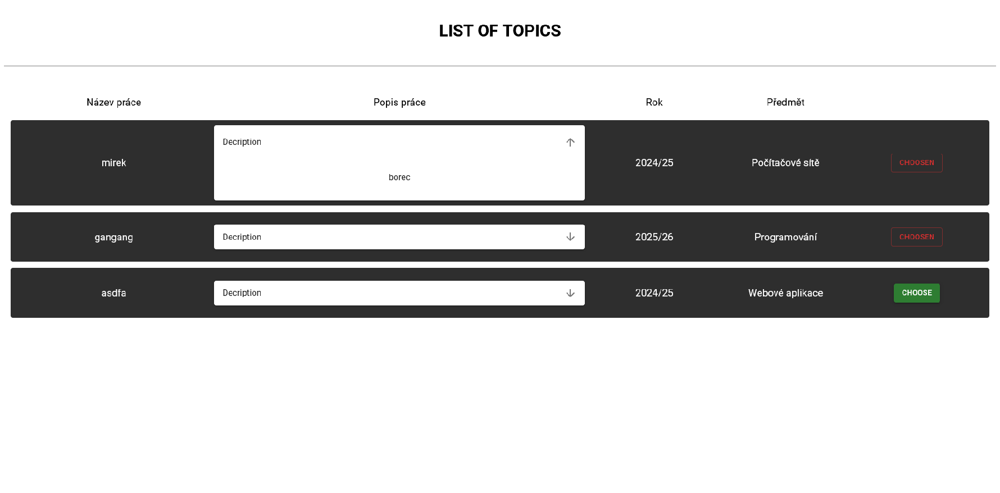 LIST OF TOPICS
Název práce Popis práce Rok Předmět
mirek Decription 2024/25 Počítačové sítě CHOOSEN
borec
gangang Decription 2025/26 Programování CHOOSEN
asdfa Decription 2024/25 Webové aplikace CHOOSE